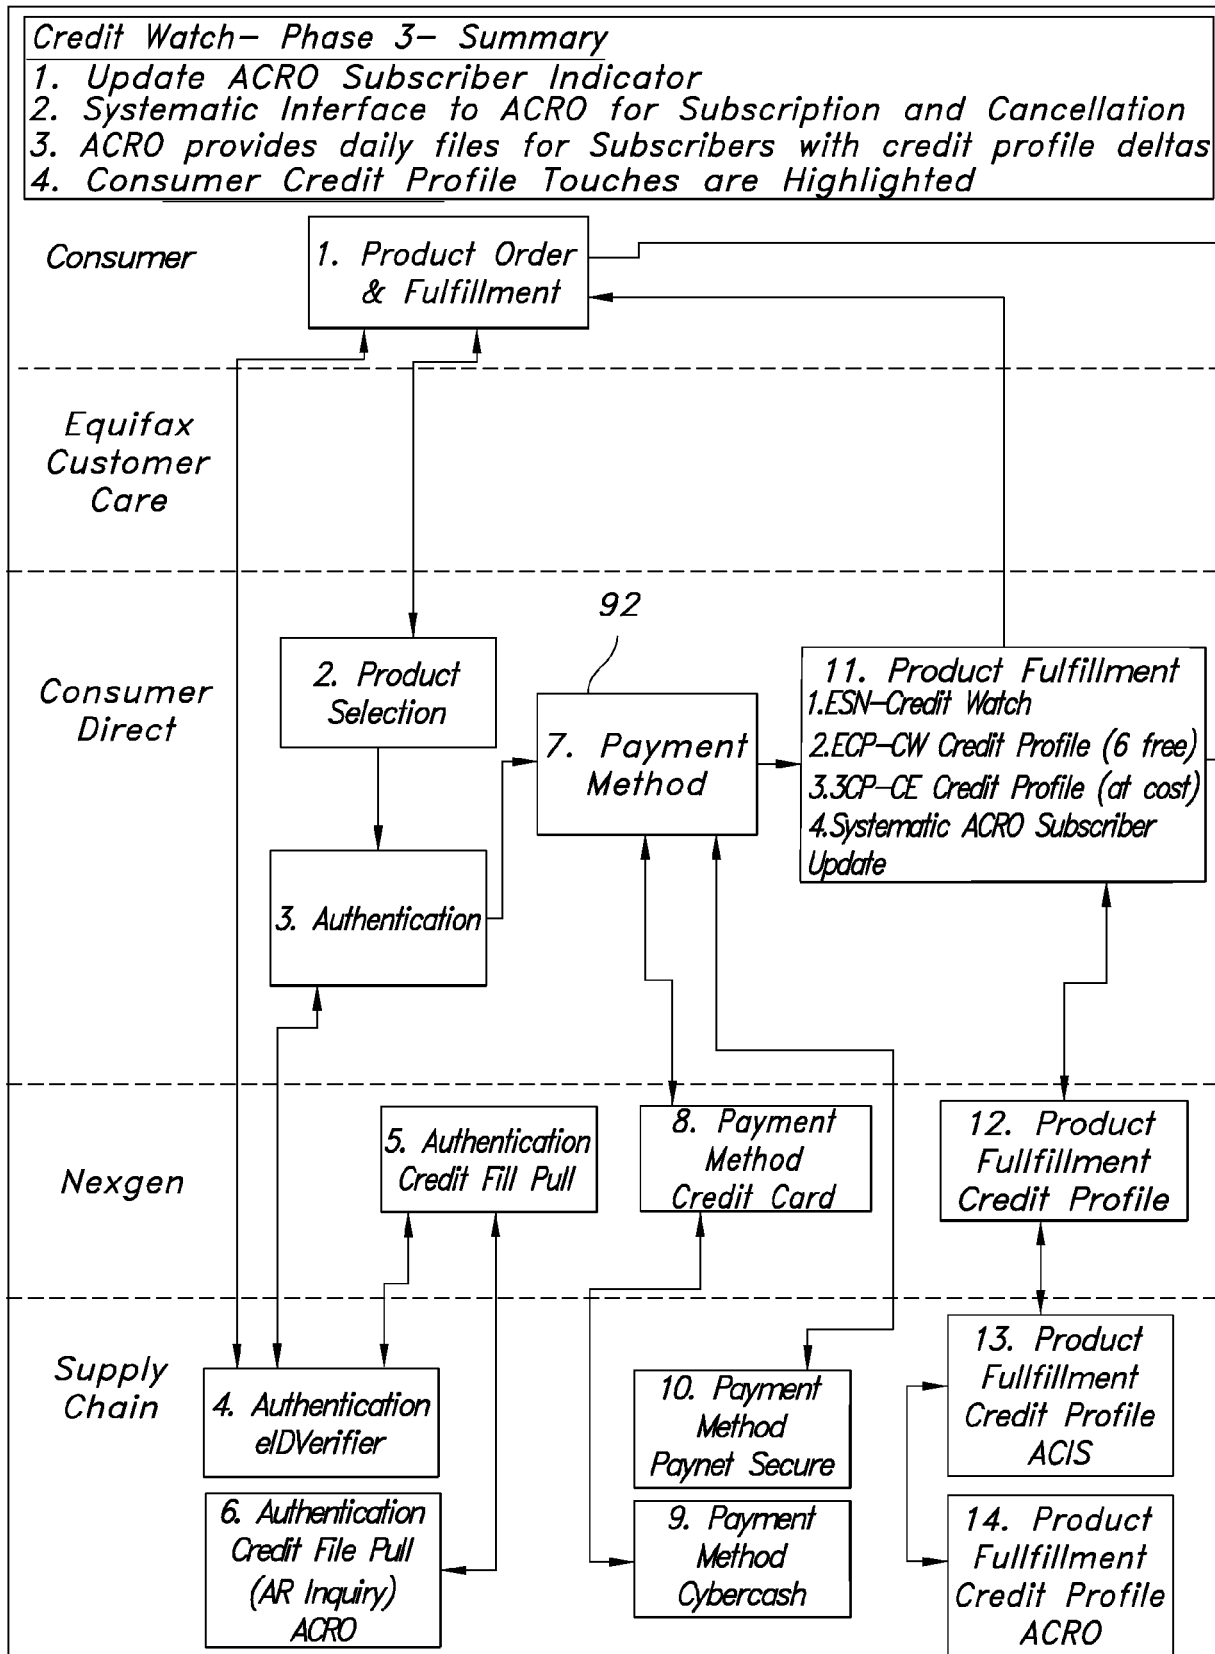 Credit Watch– Phase 3– Summary
1. Update ACRO Subscriber Indicator
2. Systematic Interface to ACRO for Subscription and Cancellation
3. ACRO provides daily files for Subscribers with credit profile deltas
4. Consumer Credit Profile Touches are Highlighted
Consumer
1. Product Order
& Fulfillment
Equifax
Customer
Care
Consumer
Direct
2. Product
Selection
3. Authentication
92
7. Payment
Method
11. Product Fulfillment
1.ESN–Credit Watch
2.ECP–CW Credit Profile (6 free)
3.3CP–CE Credit Profile (at cost)
4.Systematic ACRO Subscriber
Update
Nexgen
5. Authentication
Credit Fill Pull
8. Payment
Method
Credit Card
12. Product
Fullfillment
Credit Profile
Supply
Chain
4. Authentication
eIDVerifier
6. Authentication
Credit File Pull
(AR Inquiry)
ACRO
10. Payment
Method
Paynet Secure
9. Payment
Method
Cybercash
13. Product
Fullfillment
Credit Profile
ACIS
14. Product
Fullfillment
Credit Profile
ACRO